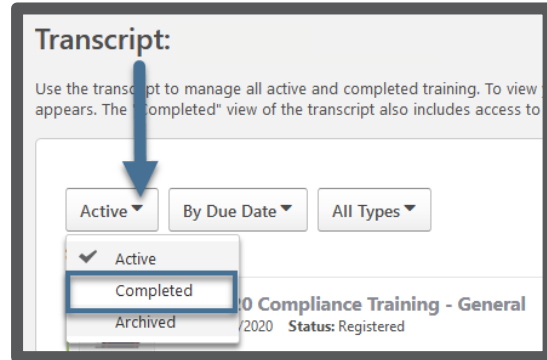 Transcript:
Use the transcript to manage all active and completed training. To view
appears. The "Completed" view of the transcript also includes access to
Active By Due Date All Types
Active
Completed
0 Compliance Training - General
Archived
/2020 Status: Registered